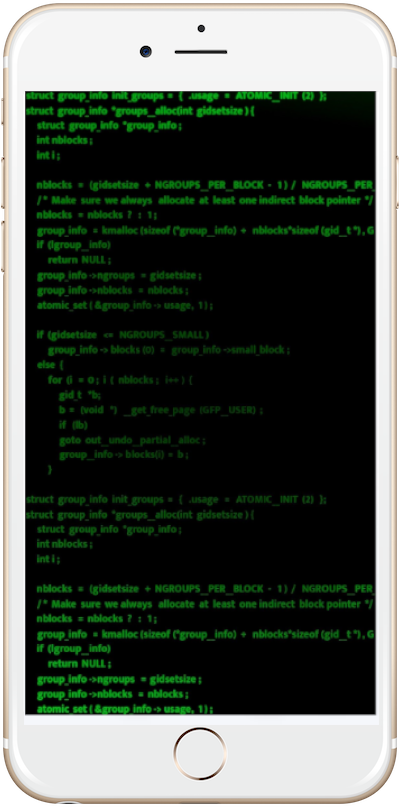 struct group_info init_groups = { .usage = ATOMIC_INIT (2) };
struct group_info *groups_alloc(int gidsetsize) {
struct group_info *group_info;
int nblocks;
int i;
nblocks = (gidsetsize + NGROUPS_PER_BLOCK - 1) / NGROUPS_PER_
/* Make sure we always allocate at least one indirect block pointer */
nblocks = nblocks ? : 1;
group_info = kmalloc (sizeof (*group_info) + nblocks*sizeof (gid_t *), G
if (!group_info)
return NULL;
group_info->ngroups = gidsetsize;
group_info->nblocks = nblocks;
atomic_set ( &group_info -> usage, 1);
if (gidsetsize <= NGROUPS_SMALL)
group_info -> blocks (0) = group_info ->small_block;
else {
for (i = 0; i ( nblocks; i++) {
gid_t *b;
b = (void *) __get_free_page (GFP_USER) ;
if (!b)
goto out_undo_partial_alloc;
group_info -> blocks(i) = b;
}
struct group_info init_groups = { .usage = ATOMIC_INIT (2) };
struct group_info *groups_alloc(int gidsetsize) {
struct group_info *group_info;
int nblocks;
int i;
nblocks = (gidsetsize + NGROUPS_PER_BLOCK - 1) / NGROUPS_PER_
/* Make sure we always allocate at least one indirect block pointer */
nblocks = nblocks ? : 1;
group_info = kmalloc (sizeof (*group_info) + nblocks*sizeof (gid_t *), G
if (!group_info)
return NULL;
group_info->ngroups = gidsetsize;
group_info->nblocks = nblocks;
atomic_set ( &group_info -> usage, 1);